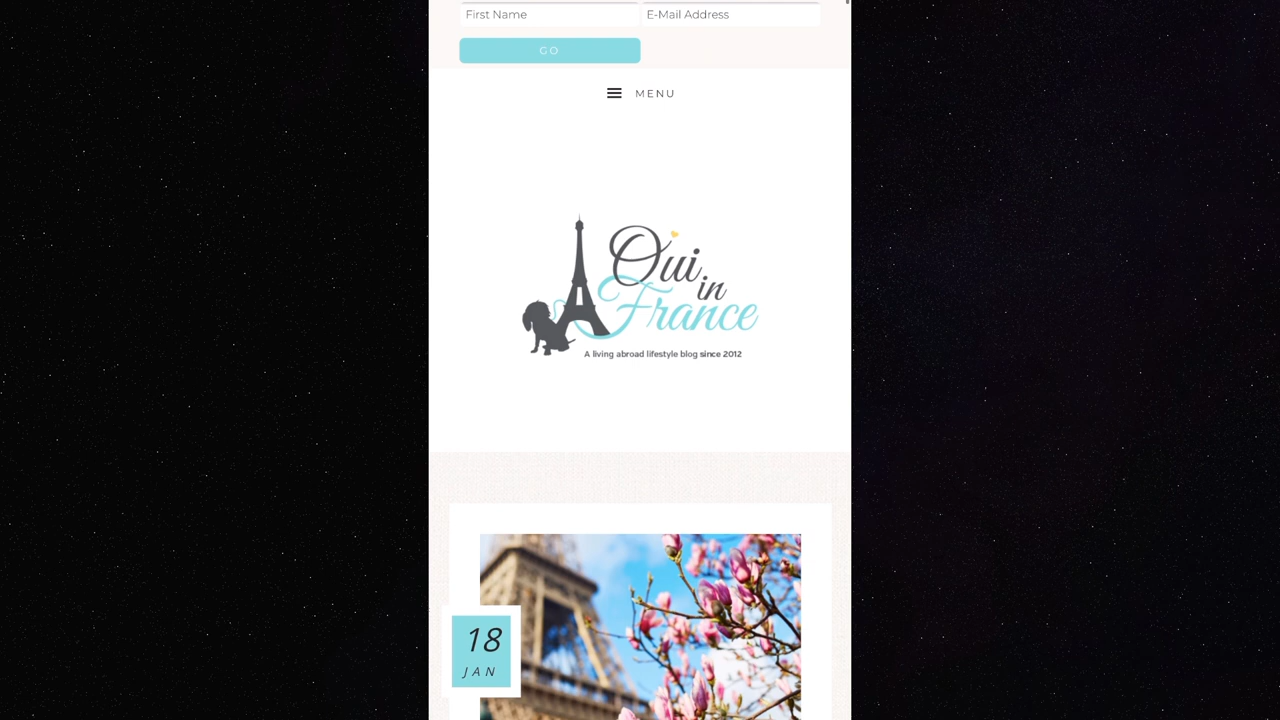 First Name
E-Mail Address
GO
MENU
Oui
in
France
A living abroad lifestyle blog since 2012
18
JAN